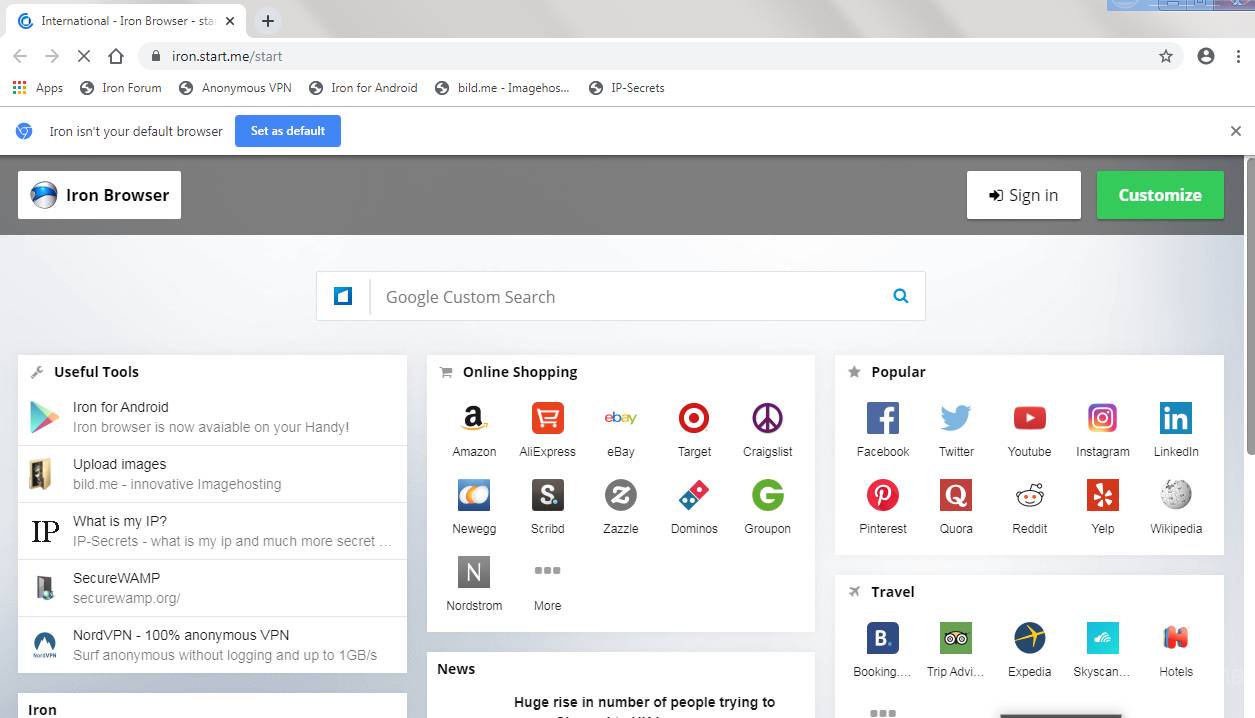 International - Iron Browser - sta
iron.start.me/start
Apps
Iron Forum
Anonymous VPN
Iron for Android
bild.me - Imagehos...
IP-Secrets
Iron isn't your default browser
Set as default
Iron Browser
Sign in
Customize
Google Custom Search
Useful Tools
Iron for Android
Iron browser is now avaiable on your Handy!
Upload images
bild.me - innovative Imagehosting
IP
What is my IP?
IP-Secrets - what is my ip and much more secret ...
SecureWAMP
securewamp.org/
NordVPN
NordVPN - 100% anonymous VPN
Surf anonymous without logging and up to 1GB/s
Iron
Online Shopping
a
ebay
Amazon
AliExpress
eBay
Target
Craigslist
S.
Newegg
Scribd
Zazzle
Dominos
Groupon
N
Nordstrom
More
News
Huge rise in number of people trying to
Popular
Facebook
Twitter
Youtube
Instagram
LinkedIn
Pinterest
Quora
Reddit
Yelp
Wikipedia
Travel
B.
Booking....
Trip Advi...
Expedia
Skyscan...
Hotels